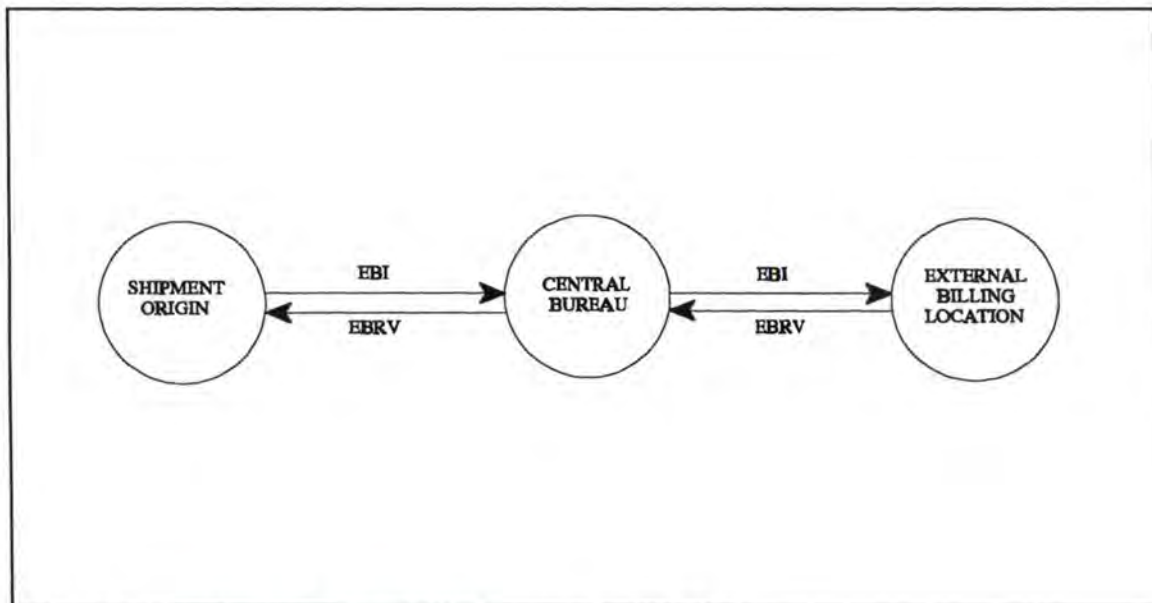 SHIPMENT
ORIGIN
EBI
EBRV
CENTRAL
BUREAU
EBI
EBRV
EXTERNAL
BILLING
LOCATION